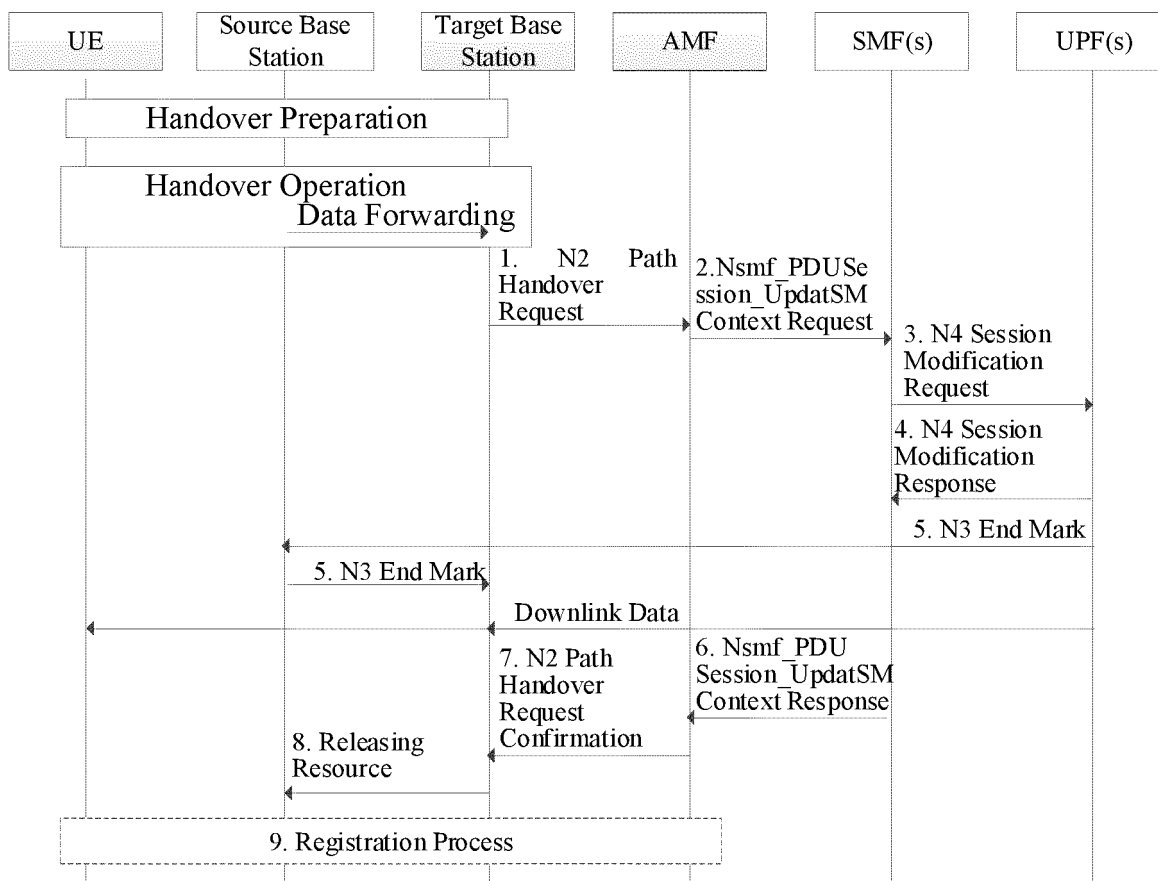 UE
Source Base
Station
Target Base
Station
AMF
SMF(s)
UPF(s)
Handover Preparation
Handover Operation
Data Forwarding
1. N2 Path
Handover
Request
2.Nsmf_PDUSe
ssion_UpdatSM
Context Request
3. N4 Session
Modification
Request
4. N4 Session
Modification
Response
5. N3 End Mark
5. N3 End Mark
Downlink Data
6. Nsmf_PDU
Session_UpdatSM
Context Response
7. N2 Path
Handover
Request
Confirmation
8. Releasing
Resource
9. Registration Process